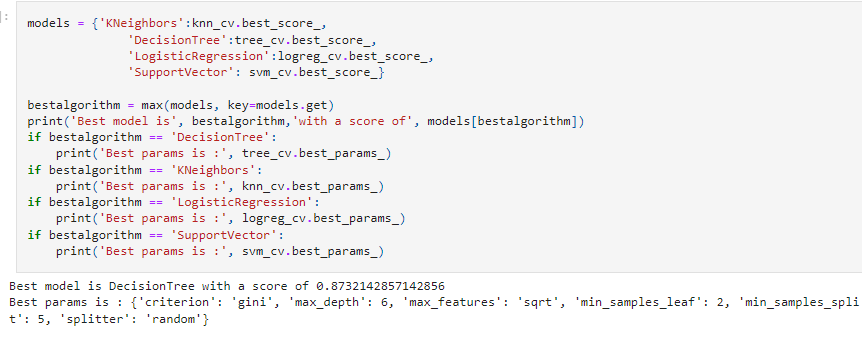 ]:
models = {'KNeighbors':knn_cv.best_score_,
              'DecisionTree':tree_cv.best_score_,
              'LogisticRegression':logreg_cv.best_score_,
              'SupportVector': svm_cv.best_score_}

bestalgorithm = max(models, key=models.get)
print('Best model is', bestalgorithm,'with a score of', models[bestalgorithm])
if bestalgorithm == 'DecisionTree':
    print('Best params is :', tree_cv.best_params_)
if bestalgorithm == 'KNeighbors':
    print('Best params is :', knn_cv.best_params_)
if bestalgorithm == 'LogisticRegression':
    print('Best params is :', logreg_cv.best_params_)
if bestalgorithm == 'SupportVector':
    print('Best params is :', svm_cv.best_params_)

Best model is DecisionTree with a score of 0.8732142857142856
Best params is : {'criterion': 'gini', 'max_depth': 6, 'max_features': 'sqrt', 'min_samples_leaf': 2, 'min_samples_spli
t': 5, 'splitter': 'random'}